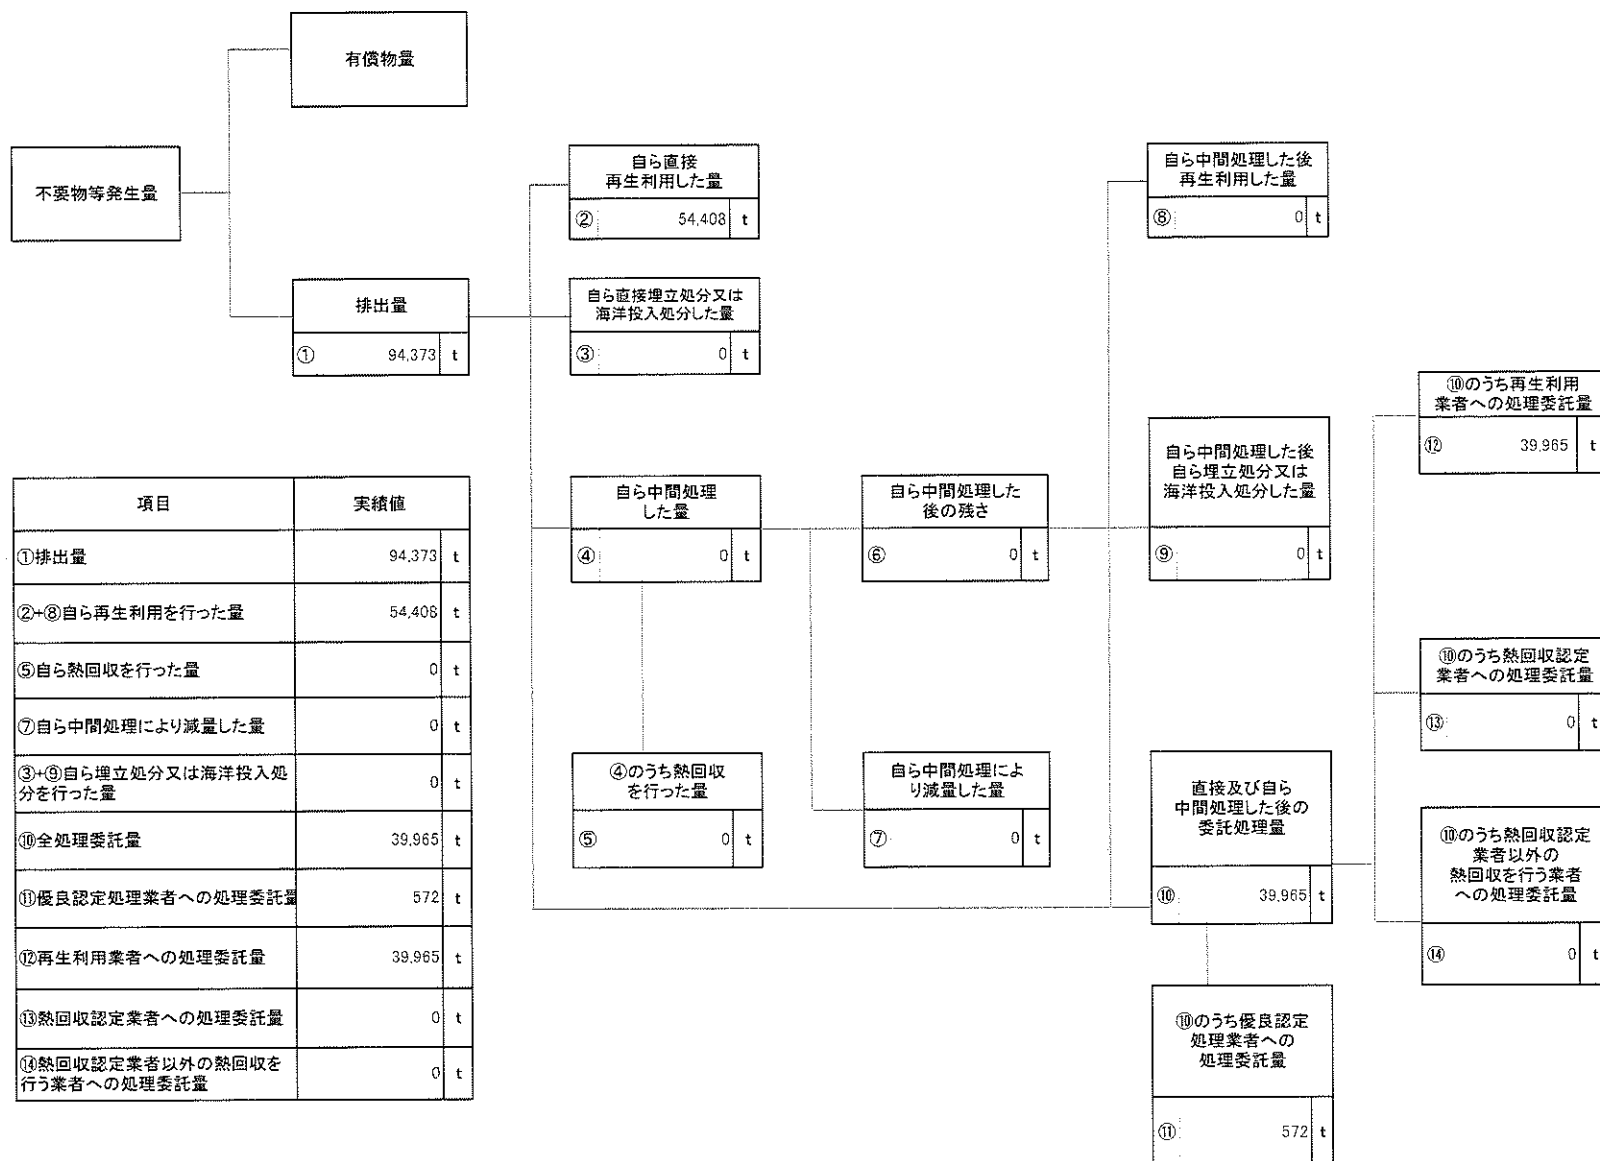 有償物量
不要物等発生量
排出量
① 94,373 t
自ら直接
再生利用した量
② 54,408 t
自ら直接埋立処分又は
海洋投入処分した量
③ 0 t
自ら中間処理
した量
④ 0 t
④のうち熱回収
を行った量
⑤ 0 t
自ら中間処理した
後の残さ
⑥ 0 t
自ら中間処理によ
り減量した量
⑦ 0 t
自ら中間処理した後
再生利用した量
⑧ 0 t
自ら中間処理した後
自ら埋立処分又は
海洋投入処分した量
⑨ 0 t
直接及び自ら
中間処理した後の
委託処理量
⑩ 39,965 t
⑩のうち優良認定
処理業者への
処理委託量
⑪ 572 t
⑩のうち再生利用
業者への処理委託量
⑫ 39,965 t
⑩のうち熱回収認定
業者への処理委託量
⑬ 0 t
⑩のうち熱回収認定
業者以外の
熱回収を行う業者
への処理委託量
⑭ 0 t
項目 実績値
①排出量 94,373 t
②+⑧自ら再生利用を行った量 54,408 t
⑤自ら熱回収を行った量 0 t
⑦自ら中間処理により減量した量 0 t
③+⑨自ら埋立処分又は海洋投入処
分を行った量 0 t
⑩全処理委託量 39,965 t
⑪優良認定処理業者への処理委託量 572 t
⑫再生利用業者への処理委託量 39,965 t
⑬熱回収認定業者への処理委託量 0 t
⑭熱回収認定業者以外の熱回収を
行う業者への処理委託量 0 t